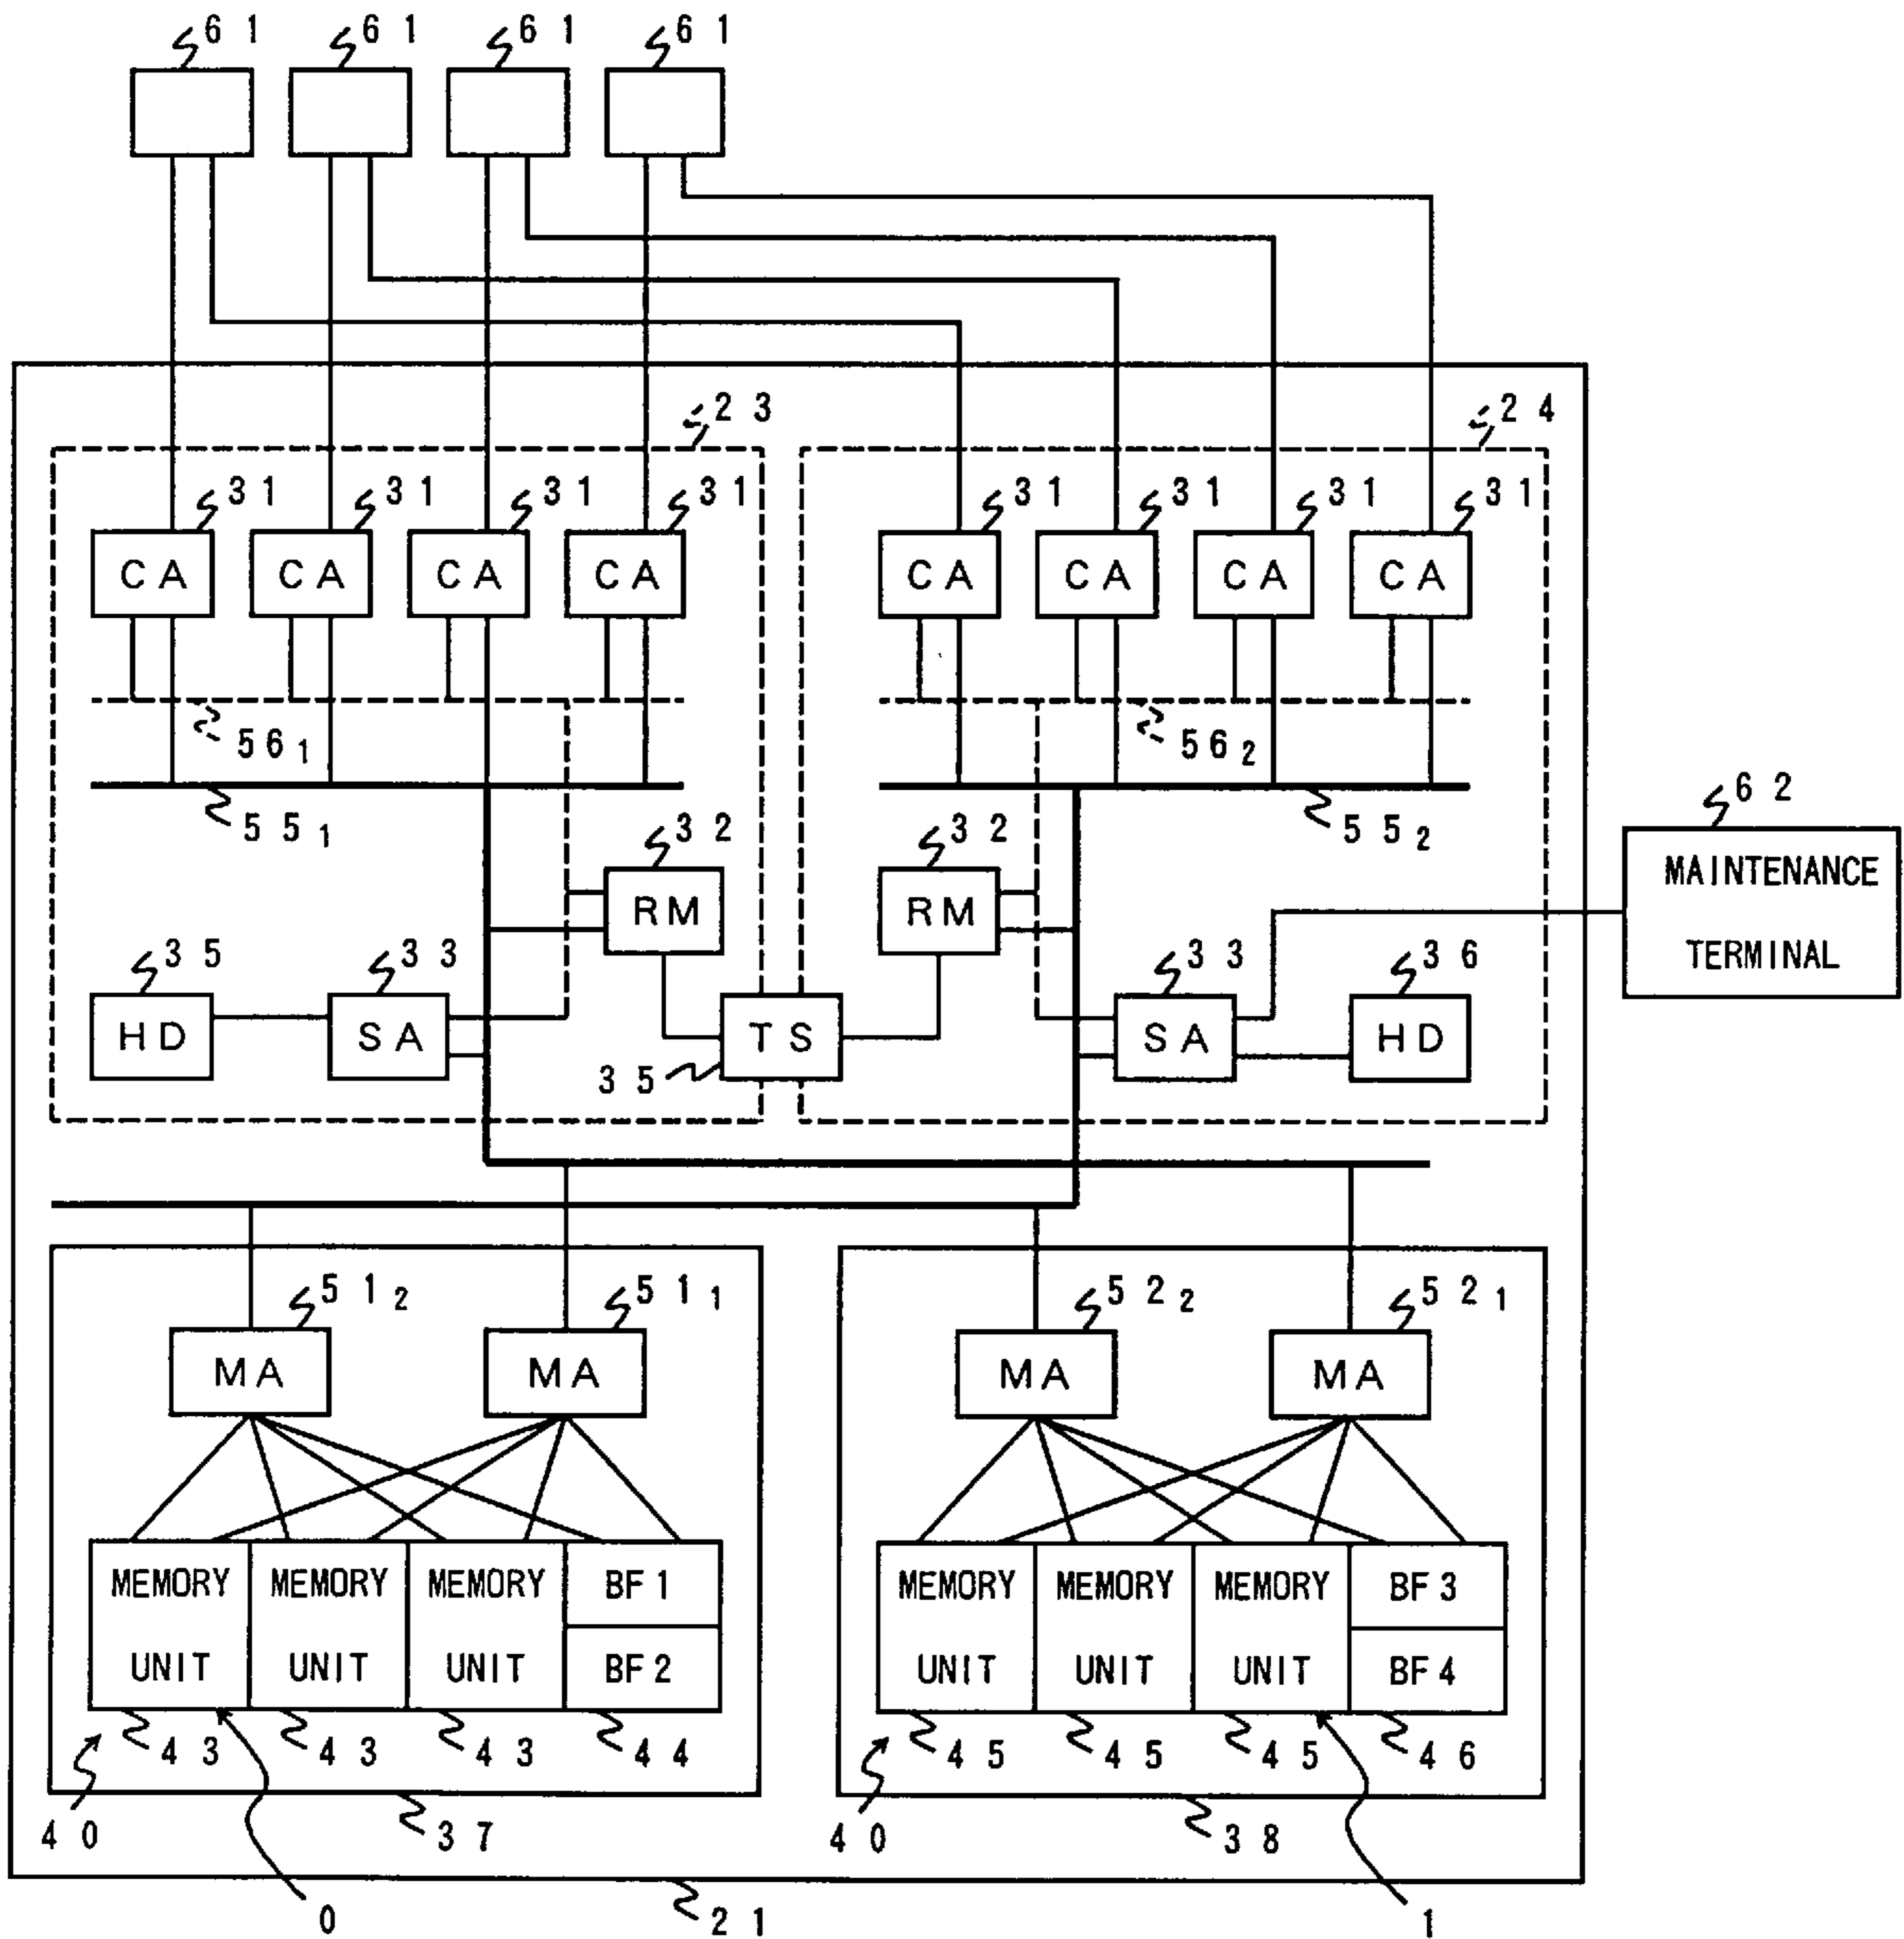 61 61 61 61
23 24
31 31 31 31 31 31 31 31
CA CA CA CA CA CA CA CA
56₁ 56₂
55₁ 32 32 55₂ 62
MAINTENANCE
TERMINAL
RM RM
35 33 33 36
HD SA TS SA HD
35
51₂ 51₁ 52₂ 52₁
MA MA MA MA
MEMORY MEMORY MEMORY BF1 MEMORY MEMORY MEMORY BF3
UNIT UNIT UNIT BF2 UNIT UNIT UNIT BF4
43 43 43 44 45 45 45 46
40 37 40 38
0 21 1